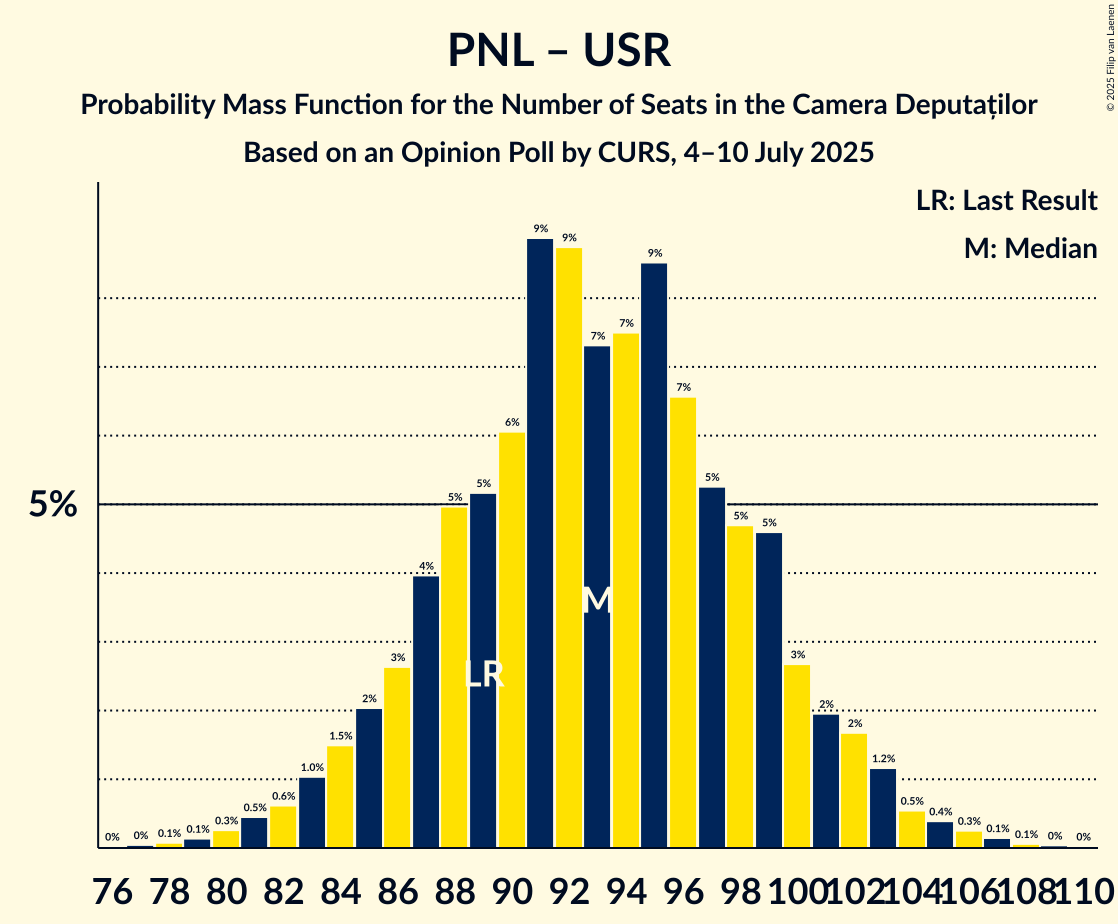 PNL – USR
Probability Mass Function for the Number of Seats in the Camera Deputaților
Based on an Opinion Poll by CURS, 4–10 July 2025
© 2025 Filip van Laenen
LR: Last Result
M: Median
5%
0% 0% 0.1% 0.1% 0.3% 0.5% 0.6% 1.0% 1.5% 2% 3% 4% 5% 5% 6% 9% 9% 7% 7% 9% 7% 5% 5% 5% 3% 2% 2% 1.2% 0.5% 0.4% 0.3% 0.1% 0.1% 0% 0%
LR
M
76 78 80 82 84 86 88 90 92 94 96 98 100 102 104 106 108 110